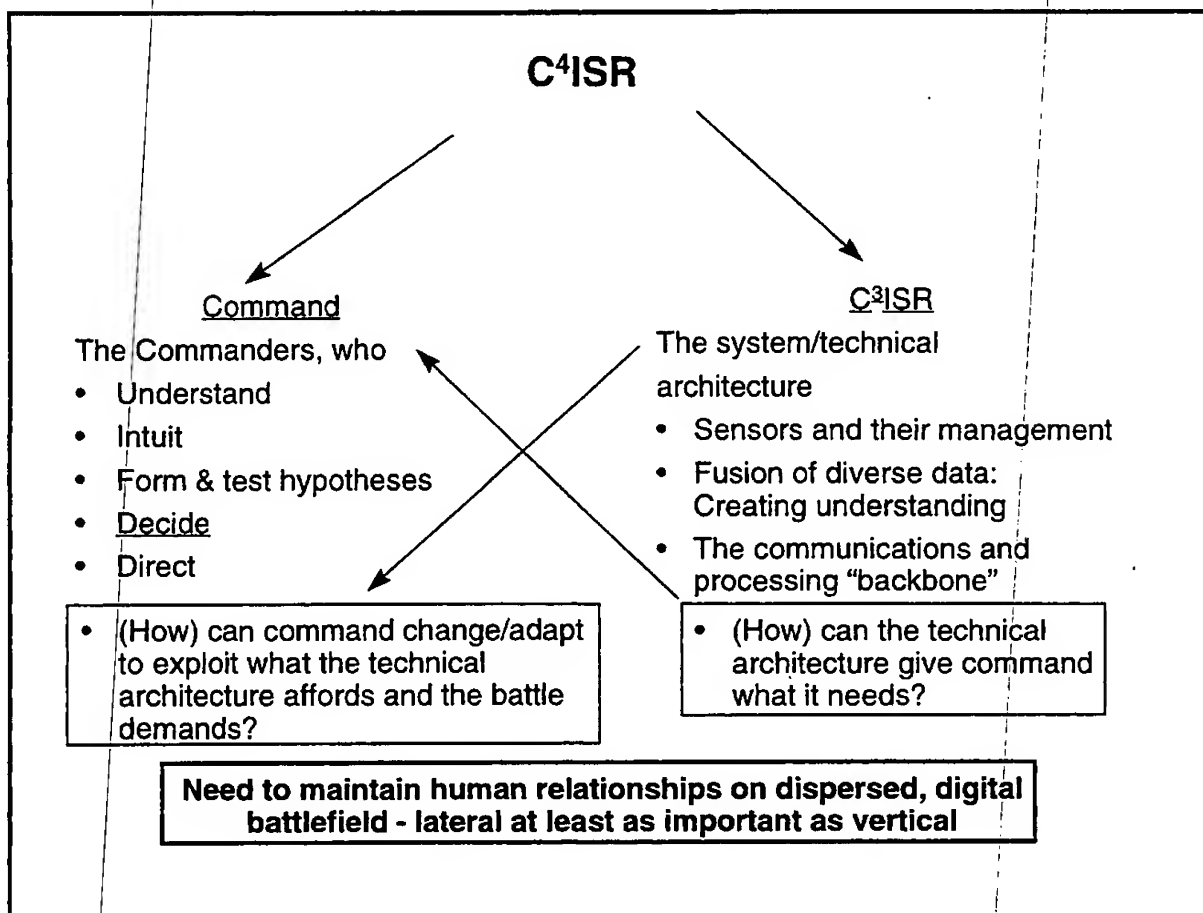 C⁴ISR
Command
The Commanders, who
• Understand
• Intuit
• Form & test hypotheses
• Decide
• Direct
• (How) can command change/adapt
to exploit what the technical
architecture affords and the battle
demands?
C³ISR
The system/technical
architecture
• Sensors and their management
• Fusion of diverse data:
Creating understanding
• The communications and
processing “backbone”
• (How) can the technical
architecture give command
what it needs?
Need to maintain human relationships on dispersed, digital
battlefield - lateral at least as important as vertical